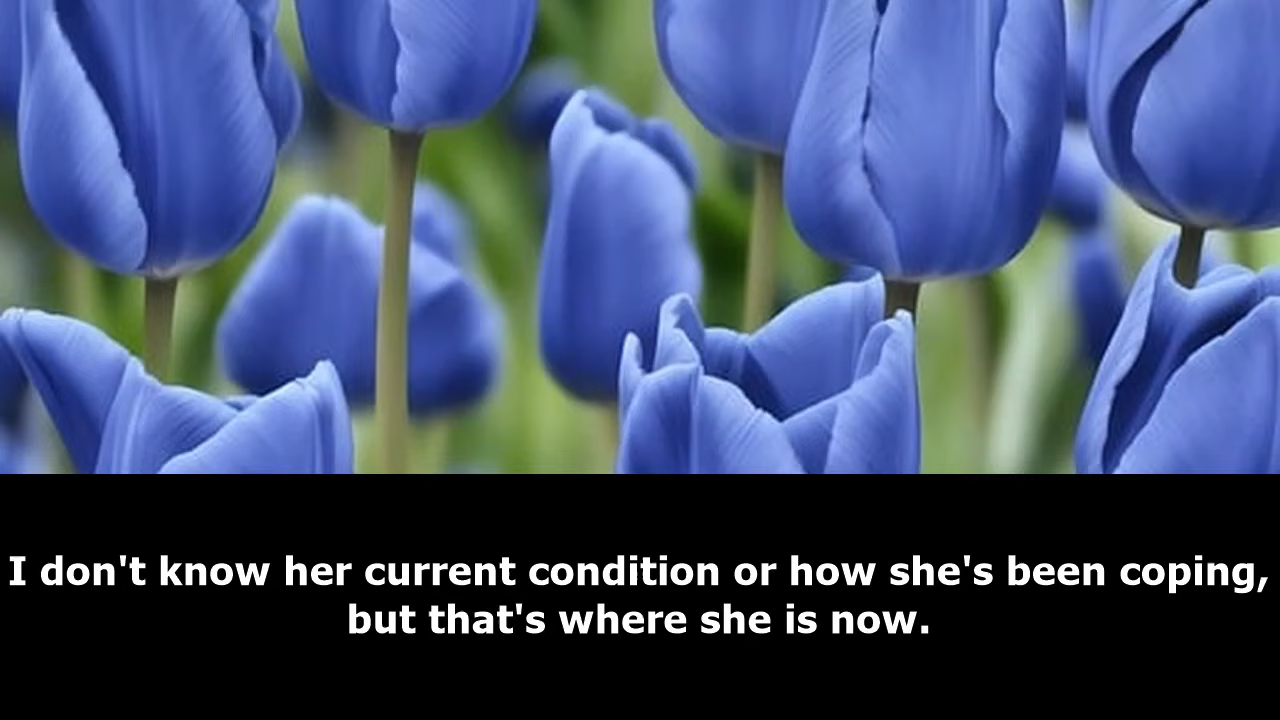 I don't know her current condition or how she's been coping,
but that's where she is now.